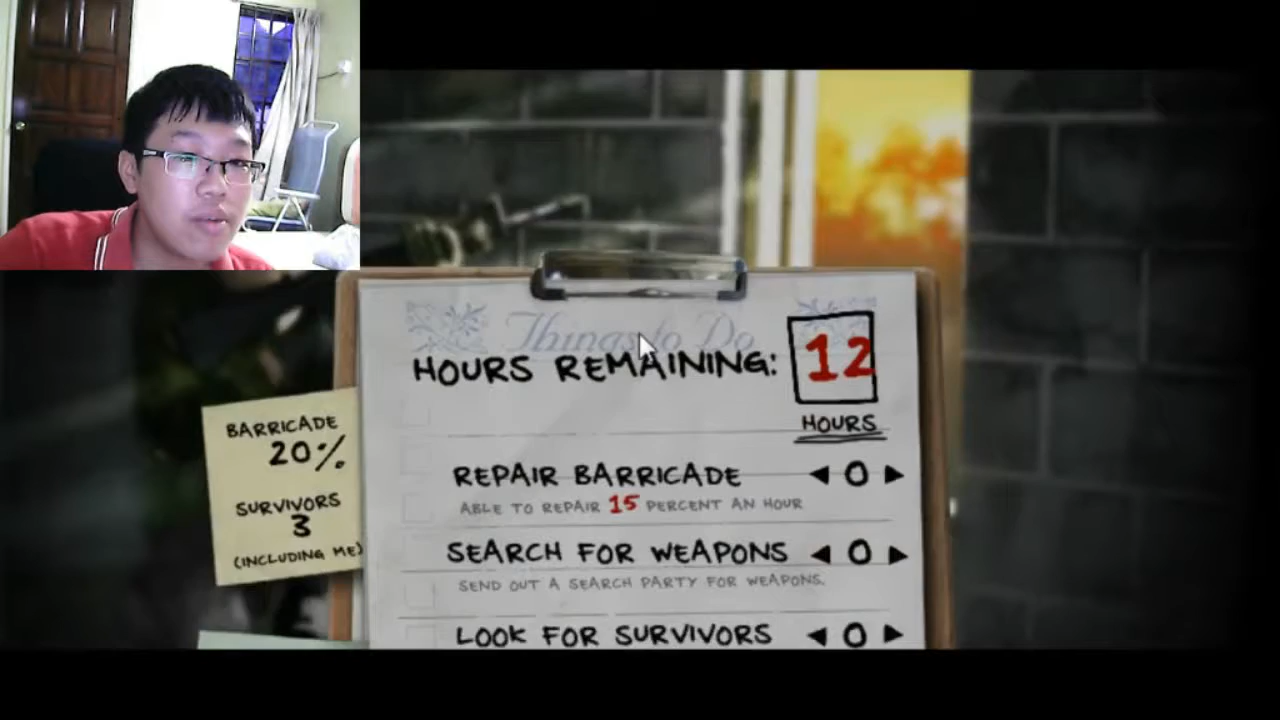 Things to Do
HOURS REMAINING: 12
HOURS
BARRICADE
20%
SURVIVORS
3
(INCLUDING ME)
REPAIR BARRICADE ◀ 0 ▶
ABLE TO REPAIR 15 PERCENT AN HOUR
SEARCH FOR WEAPONS ◀ 0 ▶
SEND OUT A SEARCH PARTY FOR WEAPONS.
LOOK FOR SURVIVORS ◀ 0 ▶